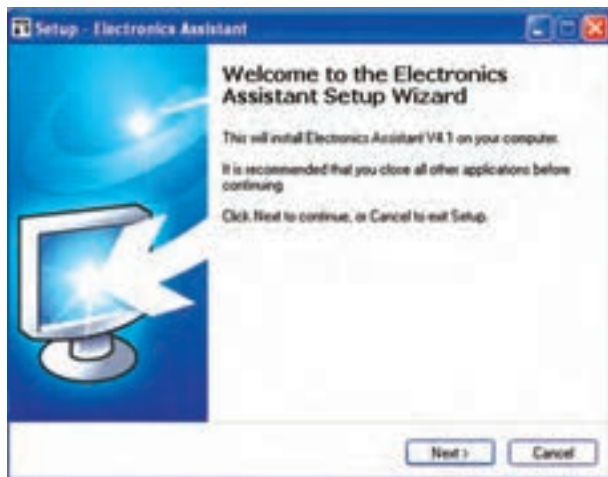 Setup - Electronics Assistant
Welcome to the Electronics
Assistant Setup Wizard
This will install Electronics Assistant V4.1 on your computer.
It is recommended that you close all other applications before
continuing.
Click Next to continue, or Cancel to exit Setup.
Next >
Cancel